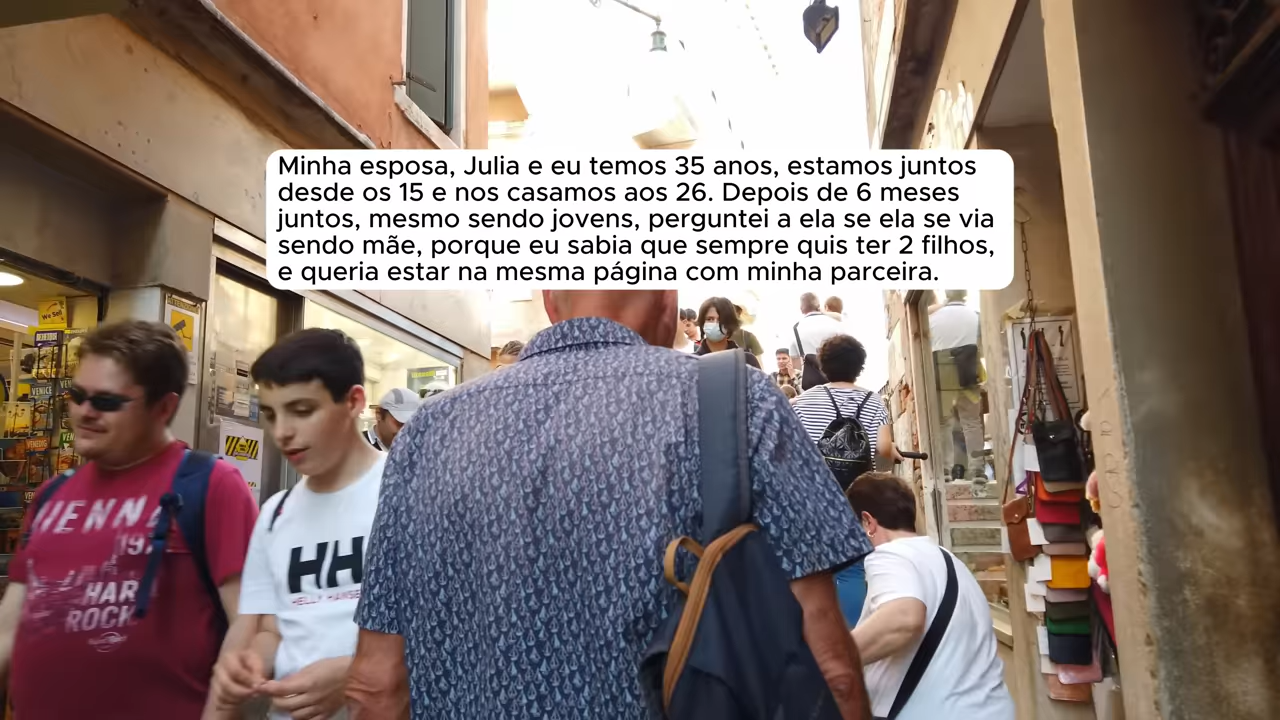 Minha esposa, Julia e eu temos 35 anos, estamos juntos
desde os 15 e nos casamos aos 26. Depois de 6 meses
juntos, mesmo sendo jovens, perguntei a ela se ela se via
sendo mãe, porque eu sabia que sempre quis ter 2 filhos,
e queria estar na mesma página com minha parceira.
We Sell
VENICE
HARD
ROCK
HH
HELLY HANSE